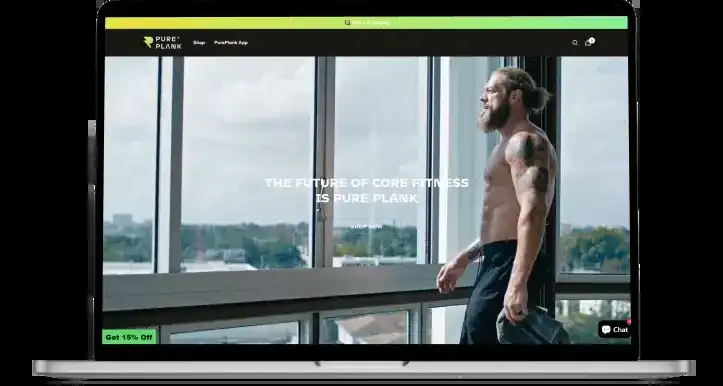 PURE
PLANK
Shop
PurePlank App
THE FUTURE OF CORE FITNESS
IS PURE PLANK
SHOP NOW
Get 15% Off
Chat